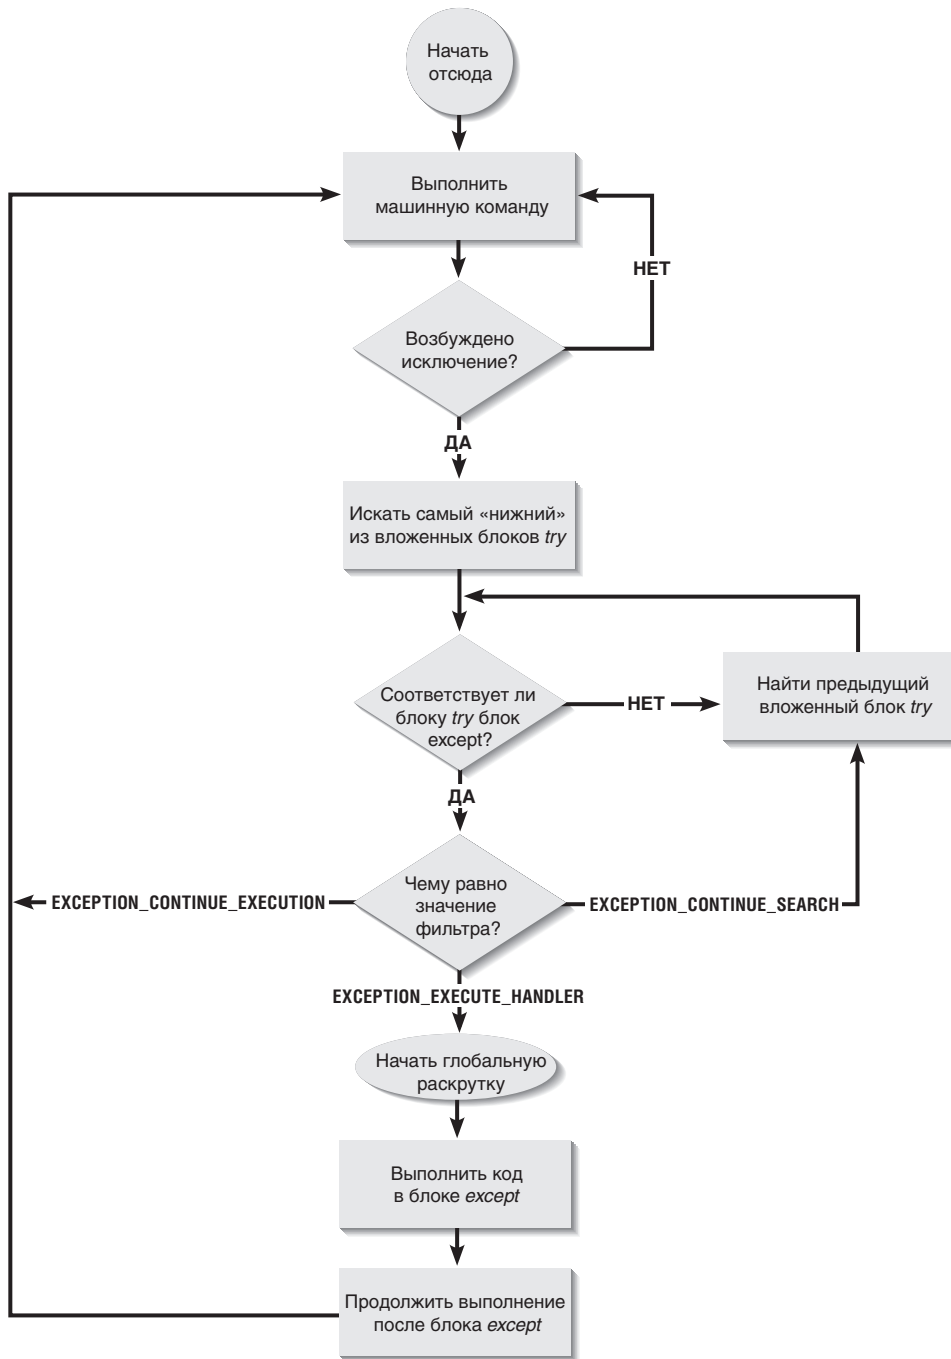 Начать
отсюда
Выполнить
машинную команду
НЕТ
Возбуждено
исключение?
ДА
Искать самый «нижний»
из вложенных блоков try
Соответствует ли
блоку try блок
except?
НЕТ
Найти предыдущий
вложенный блок try
ДА
Чему равно
значение
фильтра?
EXCEPTION_CONTINUE_EXECUTION
EXCEPTION_CONTINUE_SEARCH
EXCEPTION_EXECUTE_HANDLER
Начать глобальную
раскрутку
Выполнить код
в блоке except
Продолжить выполнение
после блока except